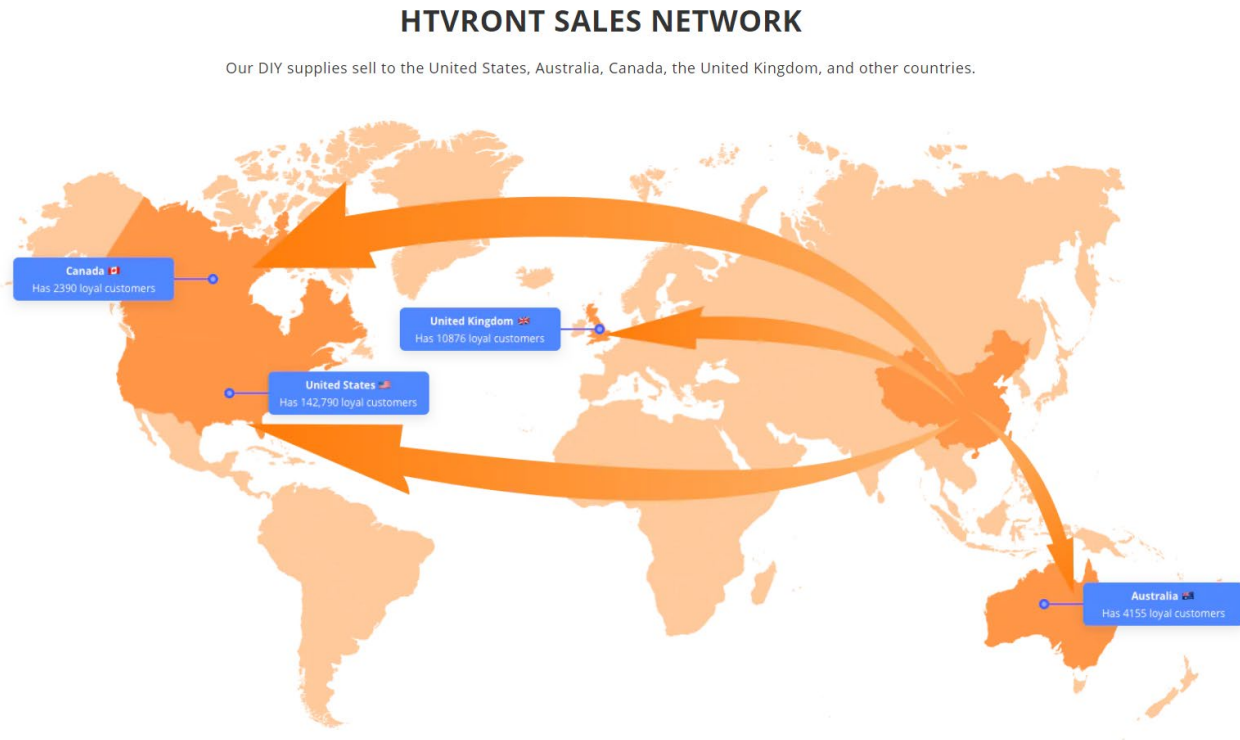 HTVRONT SALES NETWORK
Our DIY supplies sell to the United States, Australia, Canada, the United Kingdom, and other countries.
Canada 🇨🇦
Has 2390 loyal customers
United Kingdom 🇬🇧
Has 10876 loyal customers
United States 🇺🇸
Has 142,790 loyal customers
Australia 🇦🇺
Has 4155 loyal customers